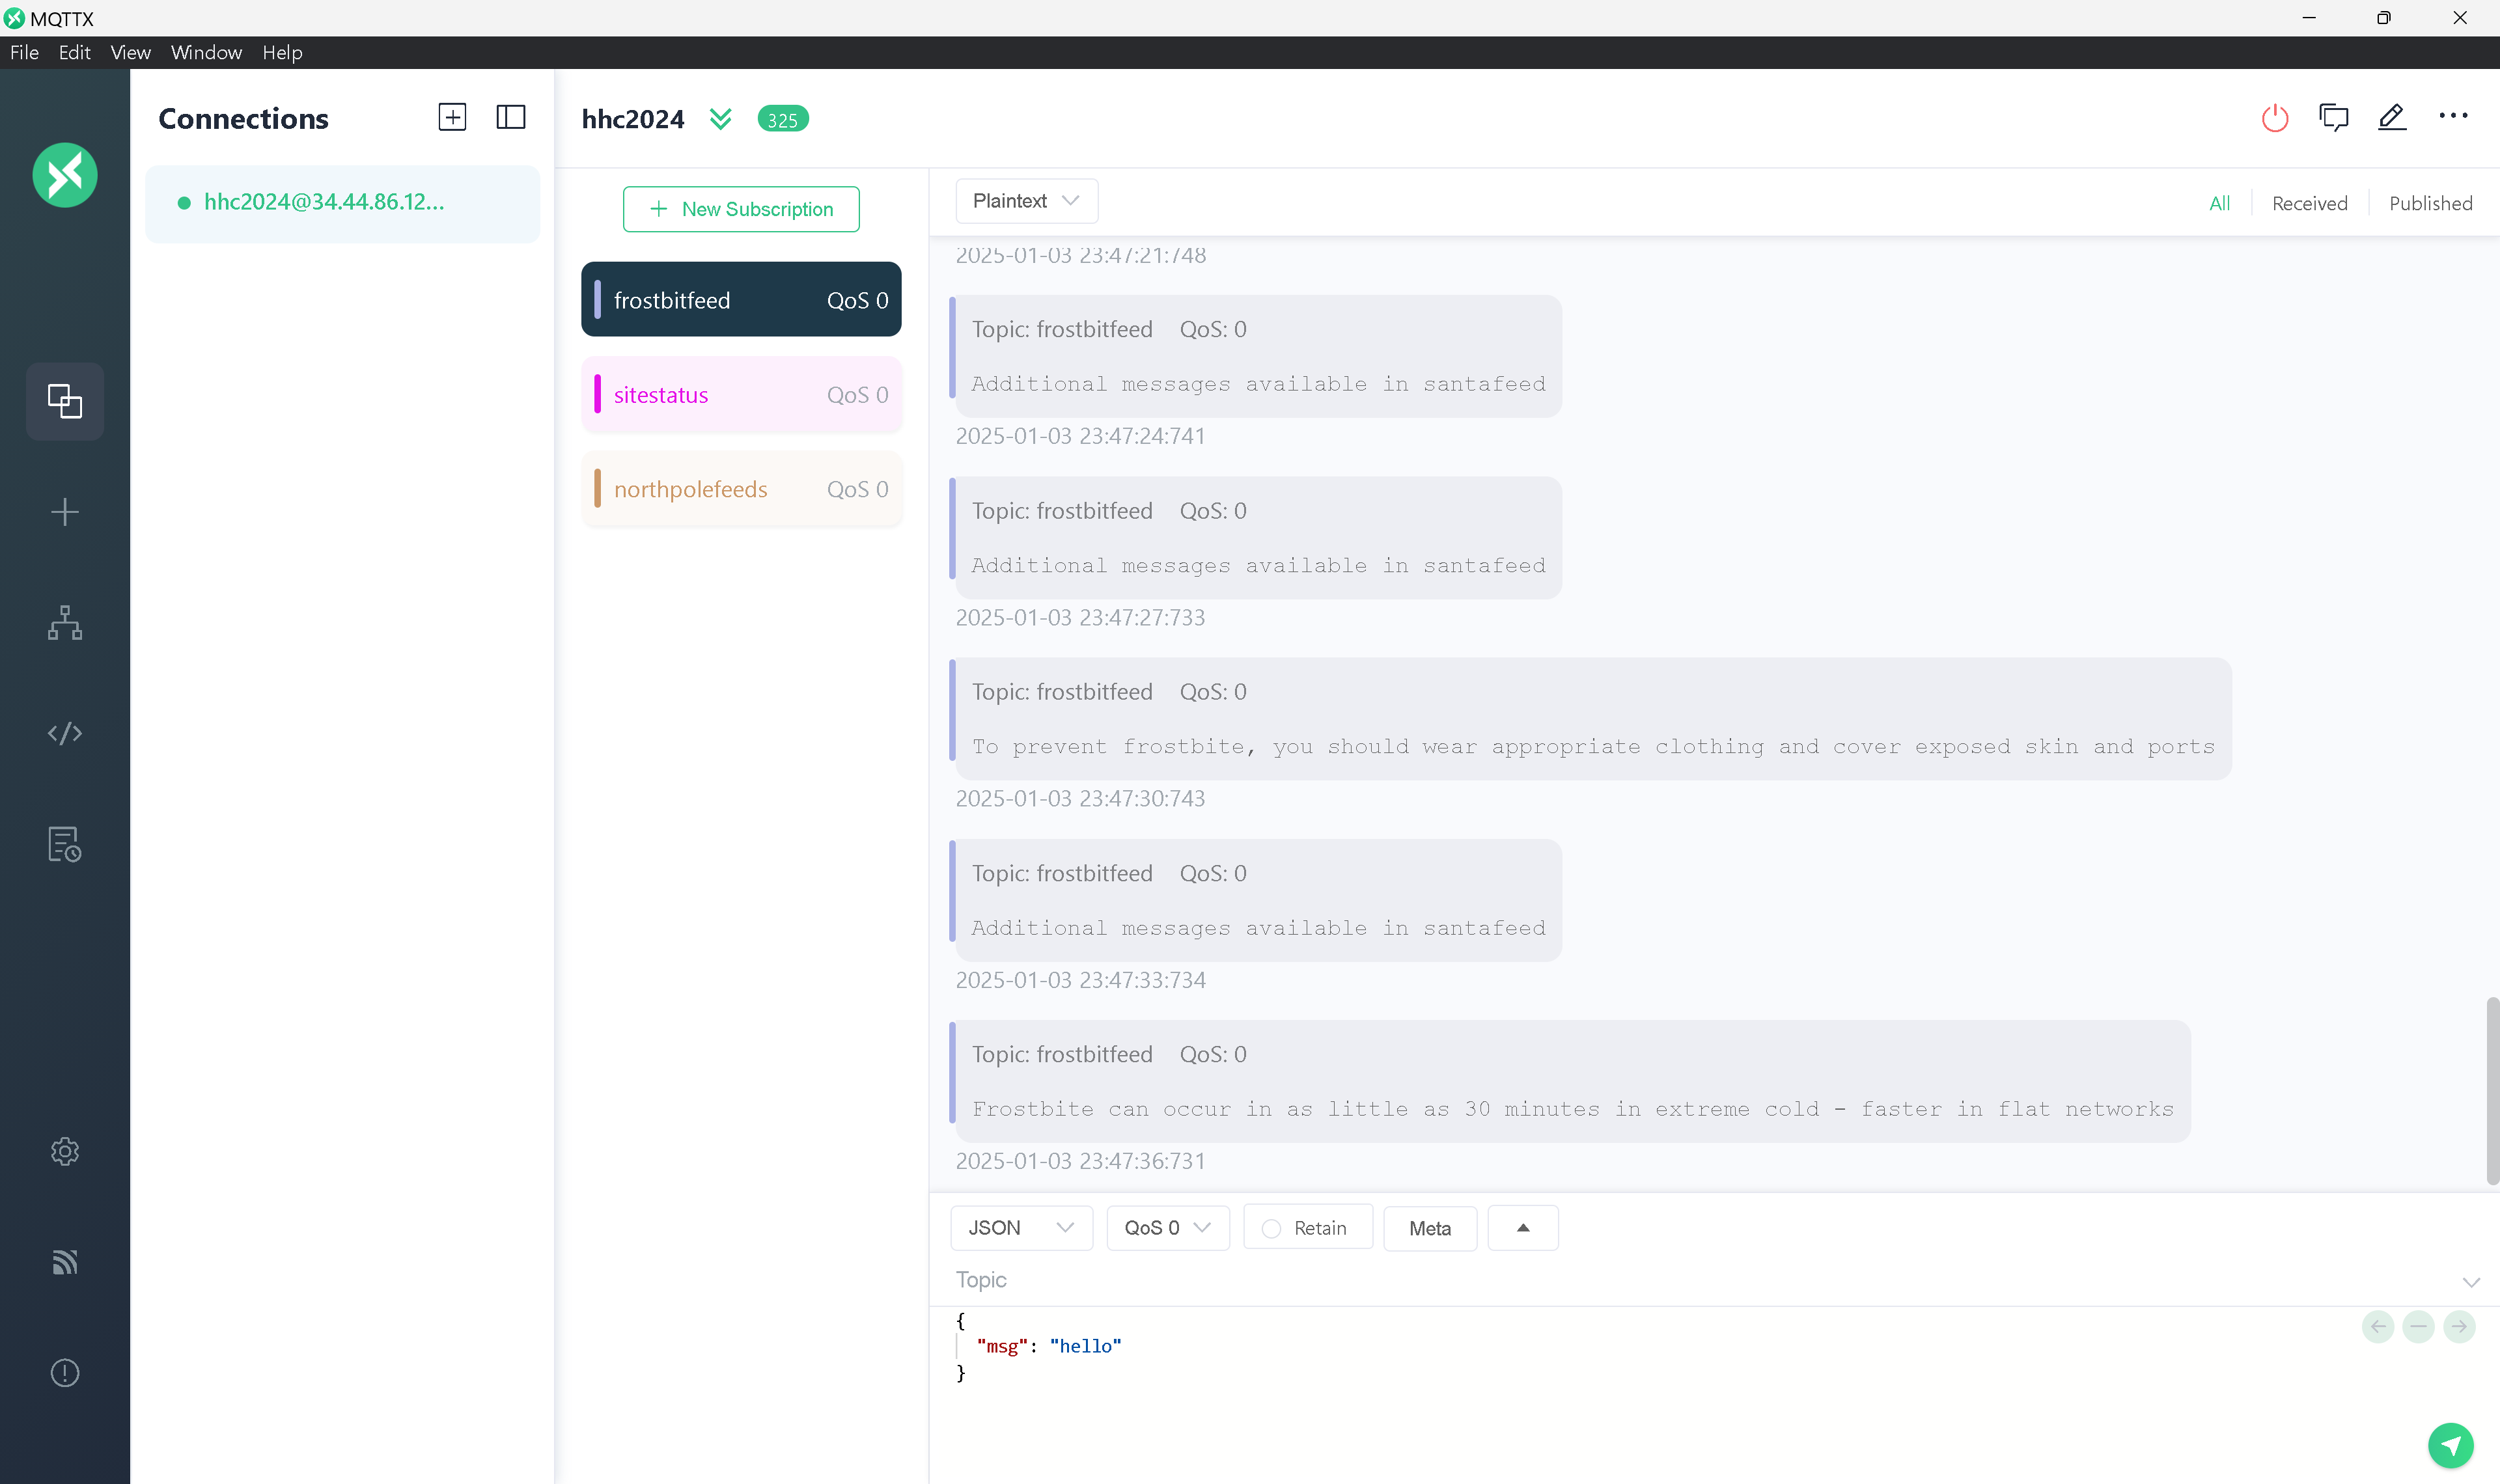 MQTTX
File Edit View Window Help
Connections
hhc2024@34.44.86.12...
hhc2024 325
New Subscription
frostbitfeed QoS 0
sitestatus QoS 0
northpolefeeds QoS 0
Plaintext
All Received Published
2025-01-03 23:47:21:748
Topic: frostbitfeed QoS: 0
Additional messages available in santafeed
2025-01-03 23:47:24:741
Topic: frostbitfeed QoS: 0
Additional messages available in santafeed
2025-01-03 23:47:27:733
Topic: frostbitfeed QoS: 0
To prevent frostbite, you should wear appropriate clothing and cover exposed skin and ports
2025-01-03 23:47:30:743
Topic: frostbitfeed QoS: 0
Additional messages available in santafeed
2025-01-03 23:47:33:734
Topic: frostbitfeed QoS: 0
Frostbite can occur in as little as 30 minutes in extreme cold - faster in flat networks
2025-01-03 23:47:36:731
JSON QoS 0 Retain Meta
Topic
{
"msg": "hello"
}